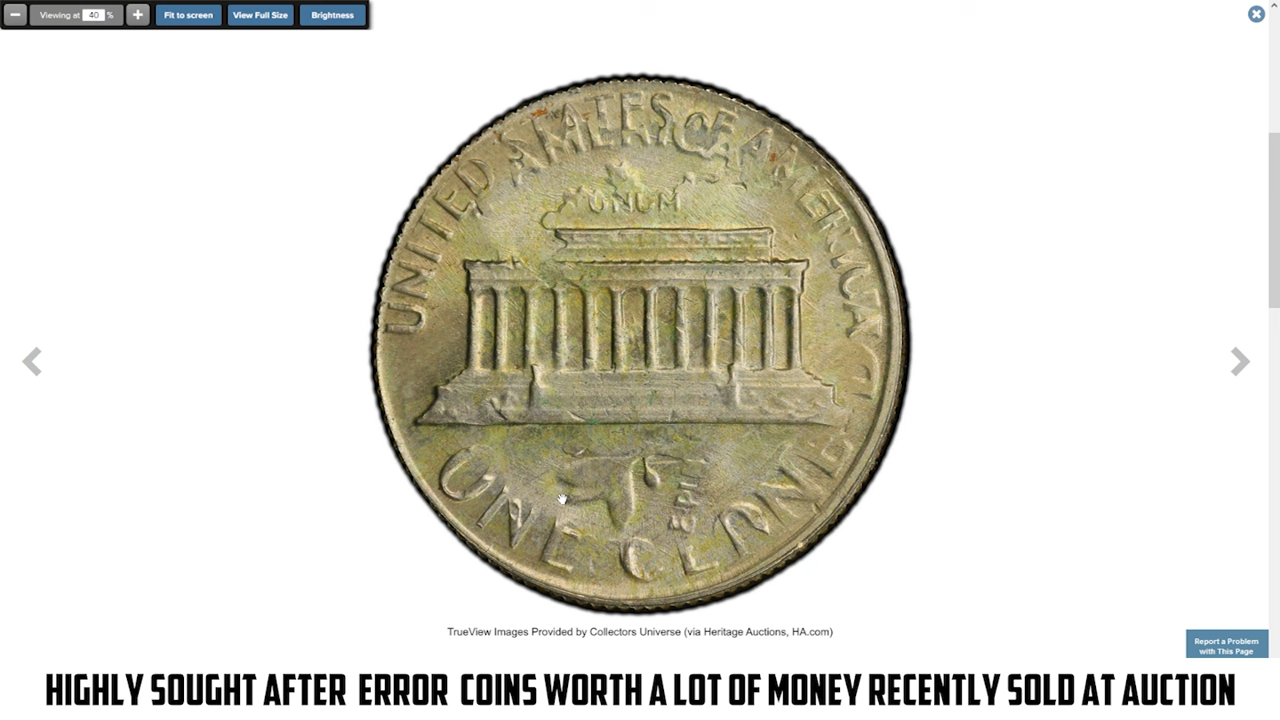 Viewing at 40 %
Fit to screen
View Full Size
Brightness
UNITED STATES OF AMERICA
UNUM
ONE
TrueView Images Provided by Collectors Universe (via Heritage Auctions, HA.com)
Report a Problem
with This Page
HIGHLY SOUGHT AFTER ERROR COINS WORTH A LOT OF MONEY RECENTLY SOLD AT AUCTION